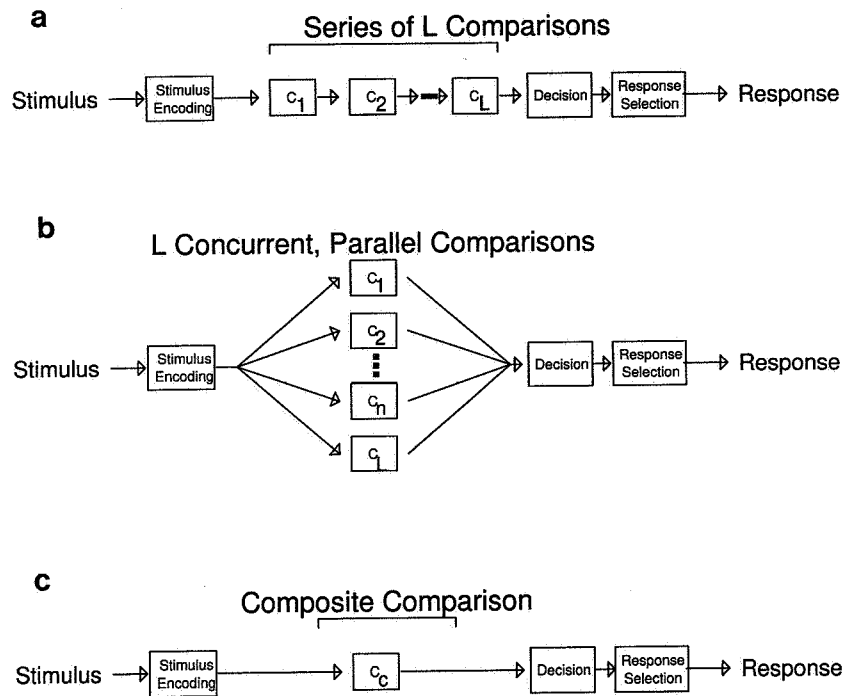 a
Series of L Comparisons
Stimulus
Stimulus
Encoding
C1
C2
CL
Decision
Response
Selection
Response
b
L Concurrent, Parallel Comparisons
Stimulus
Stimulus
Encoding
C1
C2
Cn
CL
Decision
Response
Selection
Response
c
Composite Comparison
Stimulus
Stimulus
Encoding
Cc
Decision
Response
Selection
Response